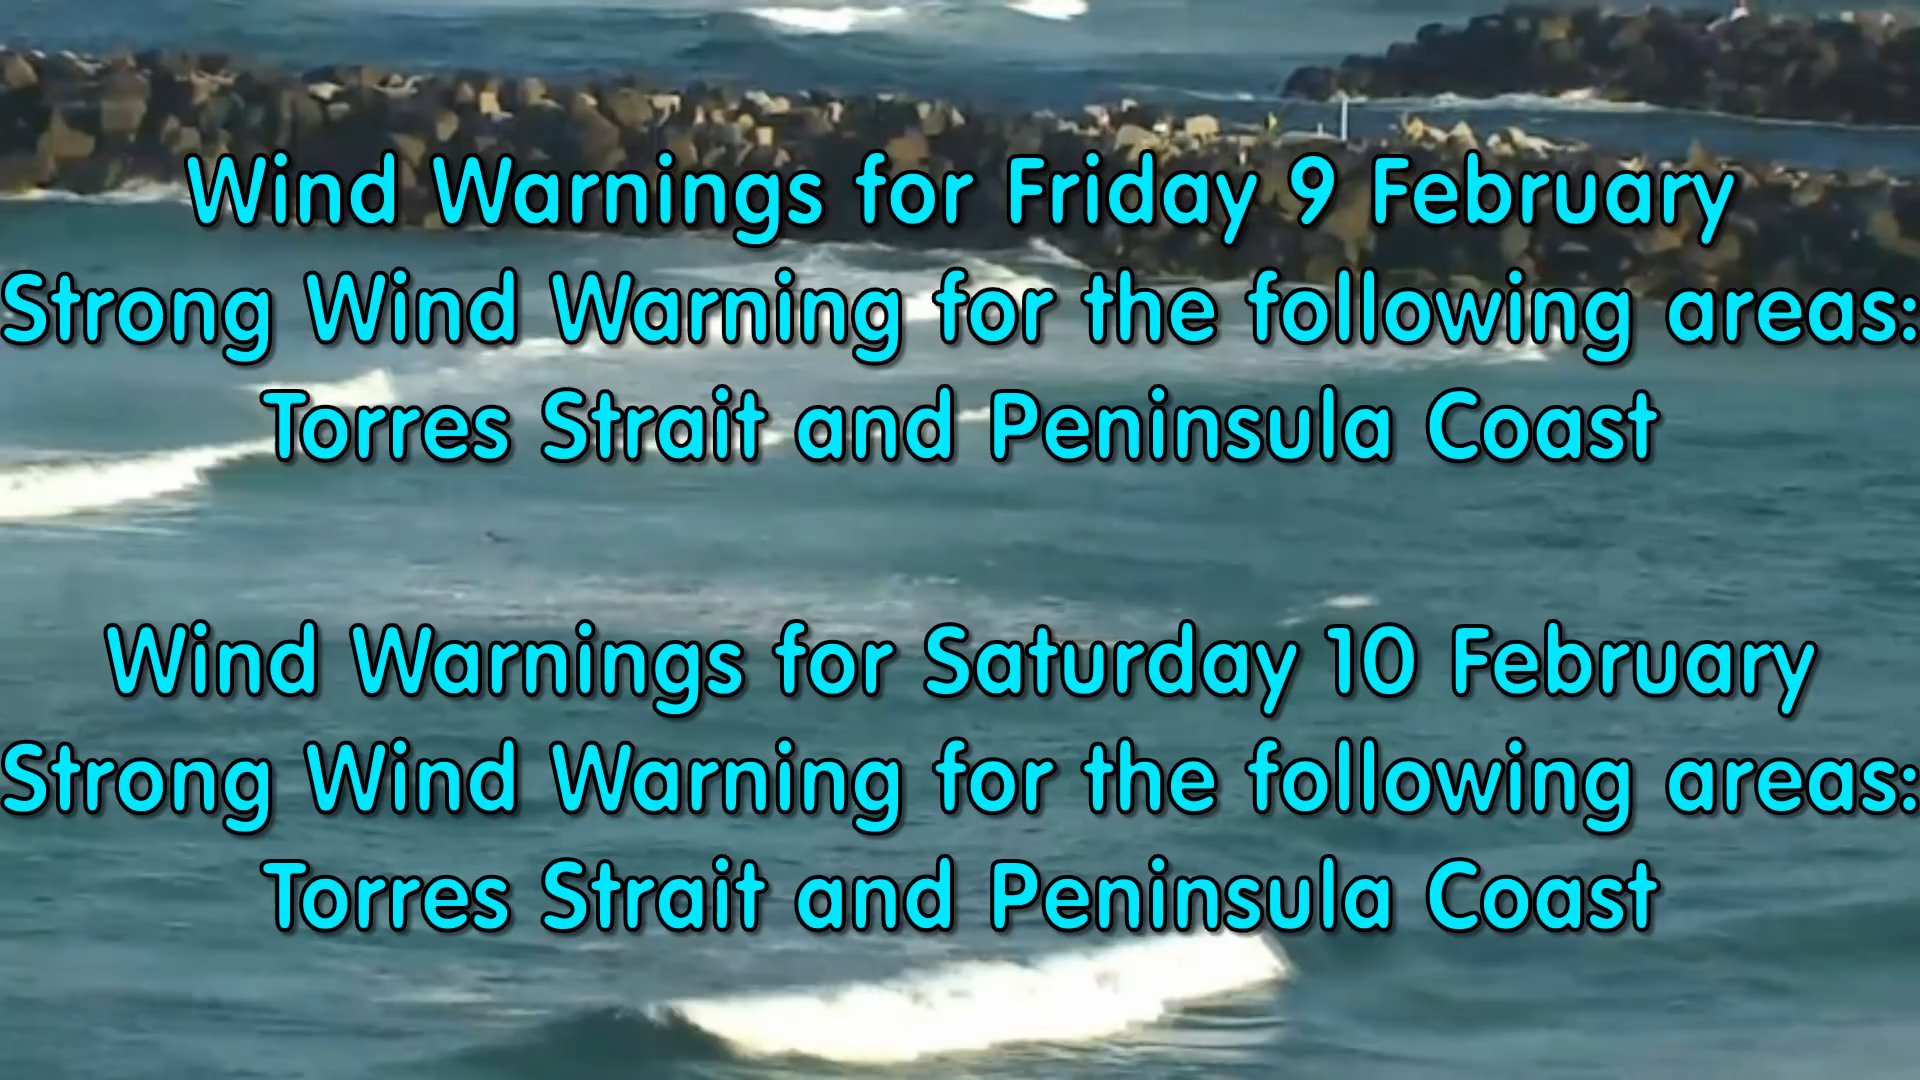 Wind Warnings for Friday 9 February
Strong Wind Warning for the following areas:
Torres Strait and Peninsula Coast
Wind Warnings for Saturday 10 February
Strong Wind Warning for the following areas:
Torres Strait and Peninsula Coast